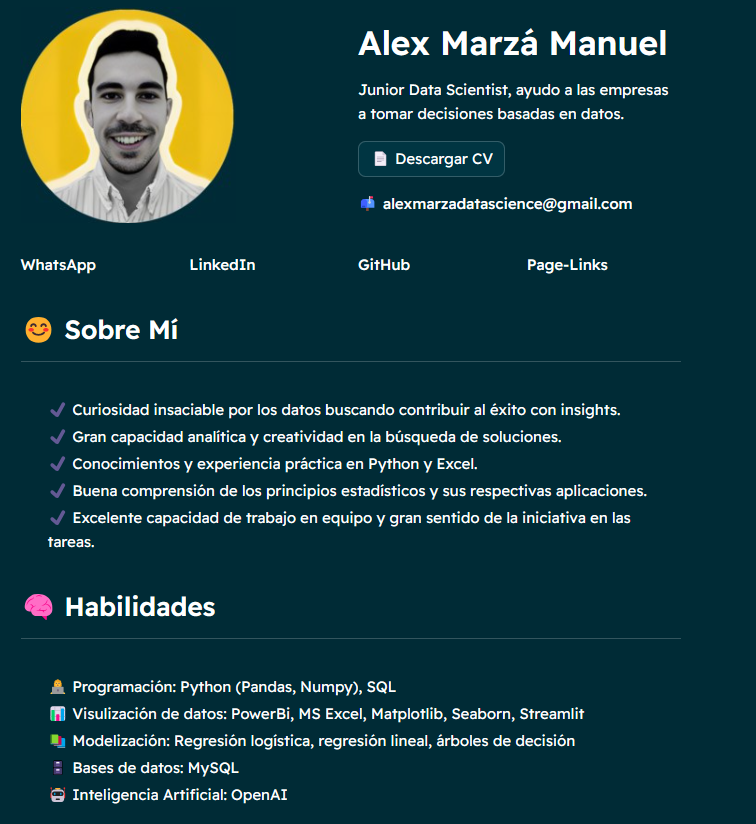 Alex Marzá Manuel
Junior Data Scientist, ayudo a las empresas
a tomar decisiones basadas en datos.
Descargar CV
alexmarzadatascience@gmail.com
WhatsApp
LinkedIn
GitHub
Page-Links
Sobre Mí
Curiosidad insaciable por los datos buscando contribuir al éxito con insights.
Gran capacidad analítica y creatividad en la búsqueda de soluciones.
Conocimientos y experiencia práctica en Python y Excel.
Buena comprensión de los principios estadísticos y sus respectivas aplicaciones.
Excelente capacidad de trabajo en equipo y gran sentido de la iniciativa en las
tareas.
Habilidades
Programación: Python (Pandas, Numpy), SQL
Visulización de datos: PowerBi, MS Excel, Matplotlib, Seaborn, Streamlit
Modelización: Regresión logística, regresión lineal, árboles de decisión
Bases de datos: MySQL
Inteligencia Artificial: OpenAI